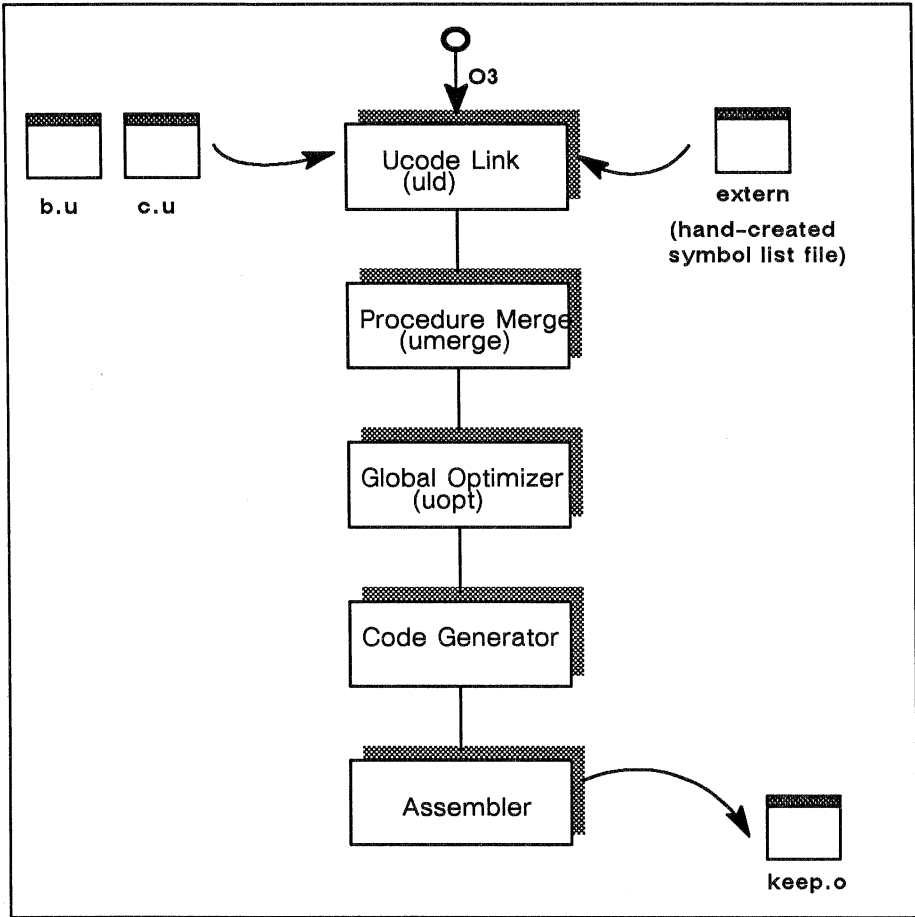 O3
Ucode Link
(uld)
b.u
c.u
extern
(hand-created
symbol list file)
Procedure Merge
(umerge)
Global Optimizer
(uopt)
Code Generator
Assembler
keep.o